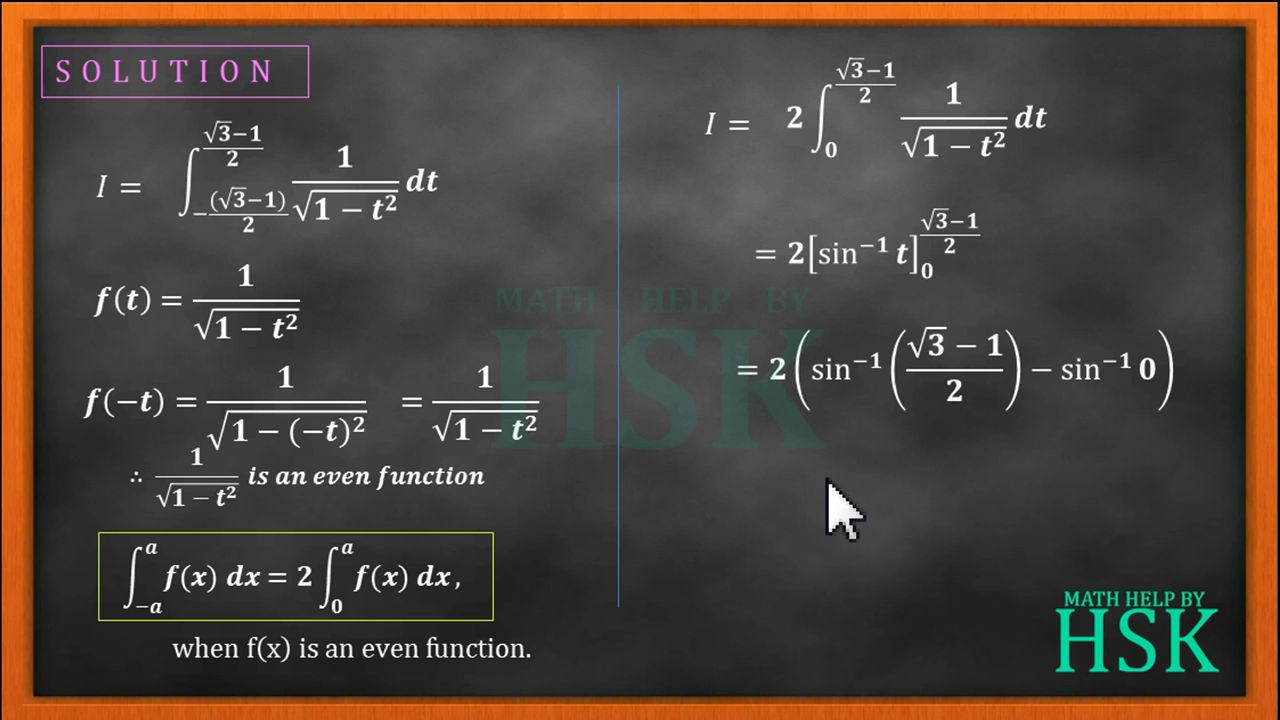 SOLUTION
I = ∫_{-(√3−1)/2}^{(√3−1)/2} 1/√(1 − t²) dt
f(t) = 1/√(1 − t²)
f(−t) = 1/√(1 − (−t)²) = 1/√(1 − t²)
∴ 1/√(1 − t²) is an even function
∫_{−a}^{a} f(x) dx = 2 ∫_{0}^{a} f(x) dx,
when f(x) is an even function.
I = 2 ∫_{0}^{(√3−1)/2} 1/√(1 − t²) dt
= 2[sin⁻¹ t]_{0}^{(√3−1)/2}
= 2(sin⁻¹((√3 − 1)/2) − sin⁻¹ 0)
MATH HELP BY
HSK
MATH HELP BY
HSK